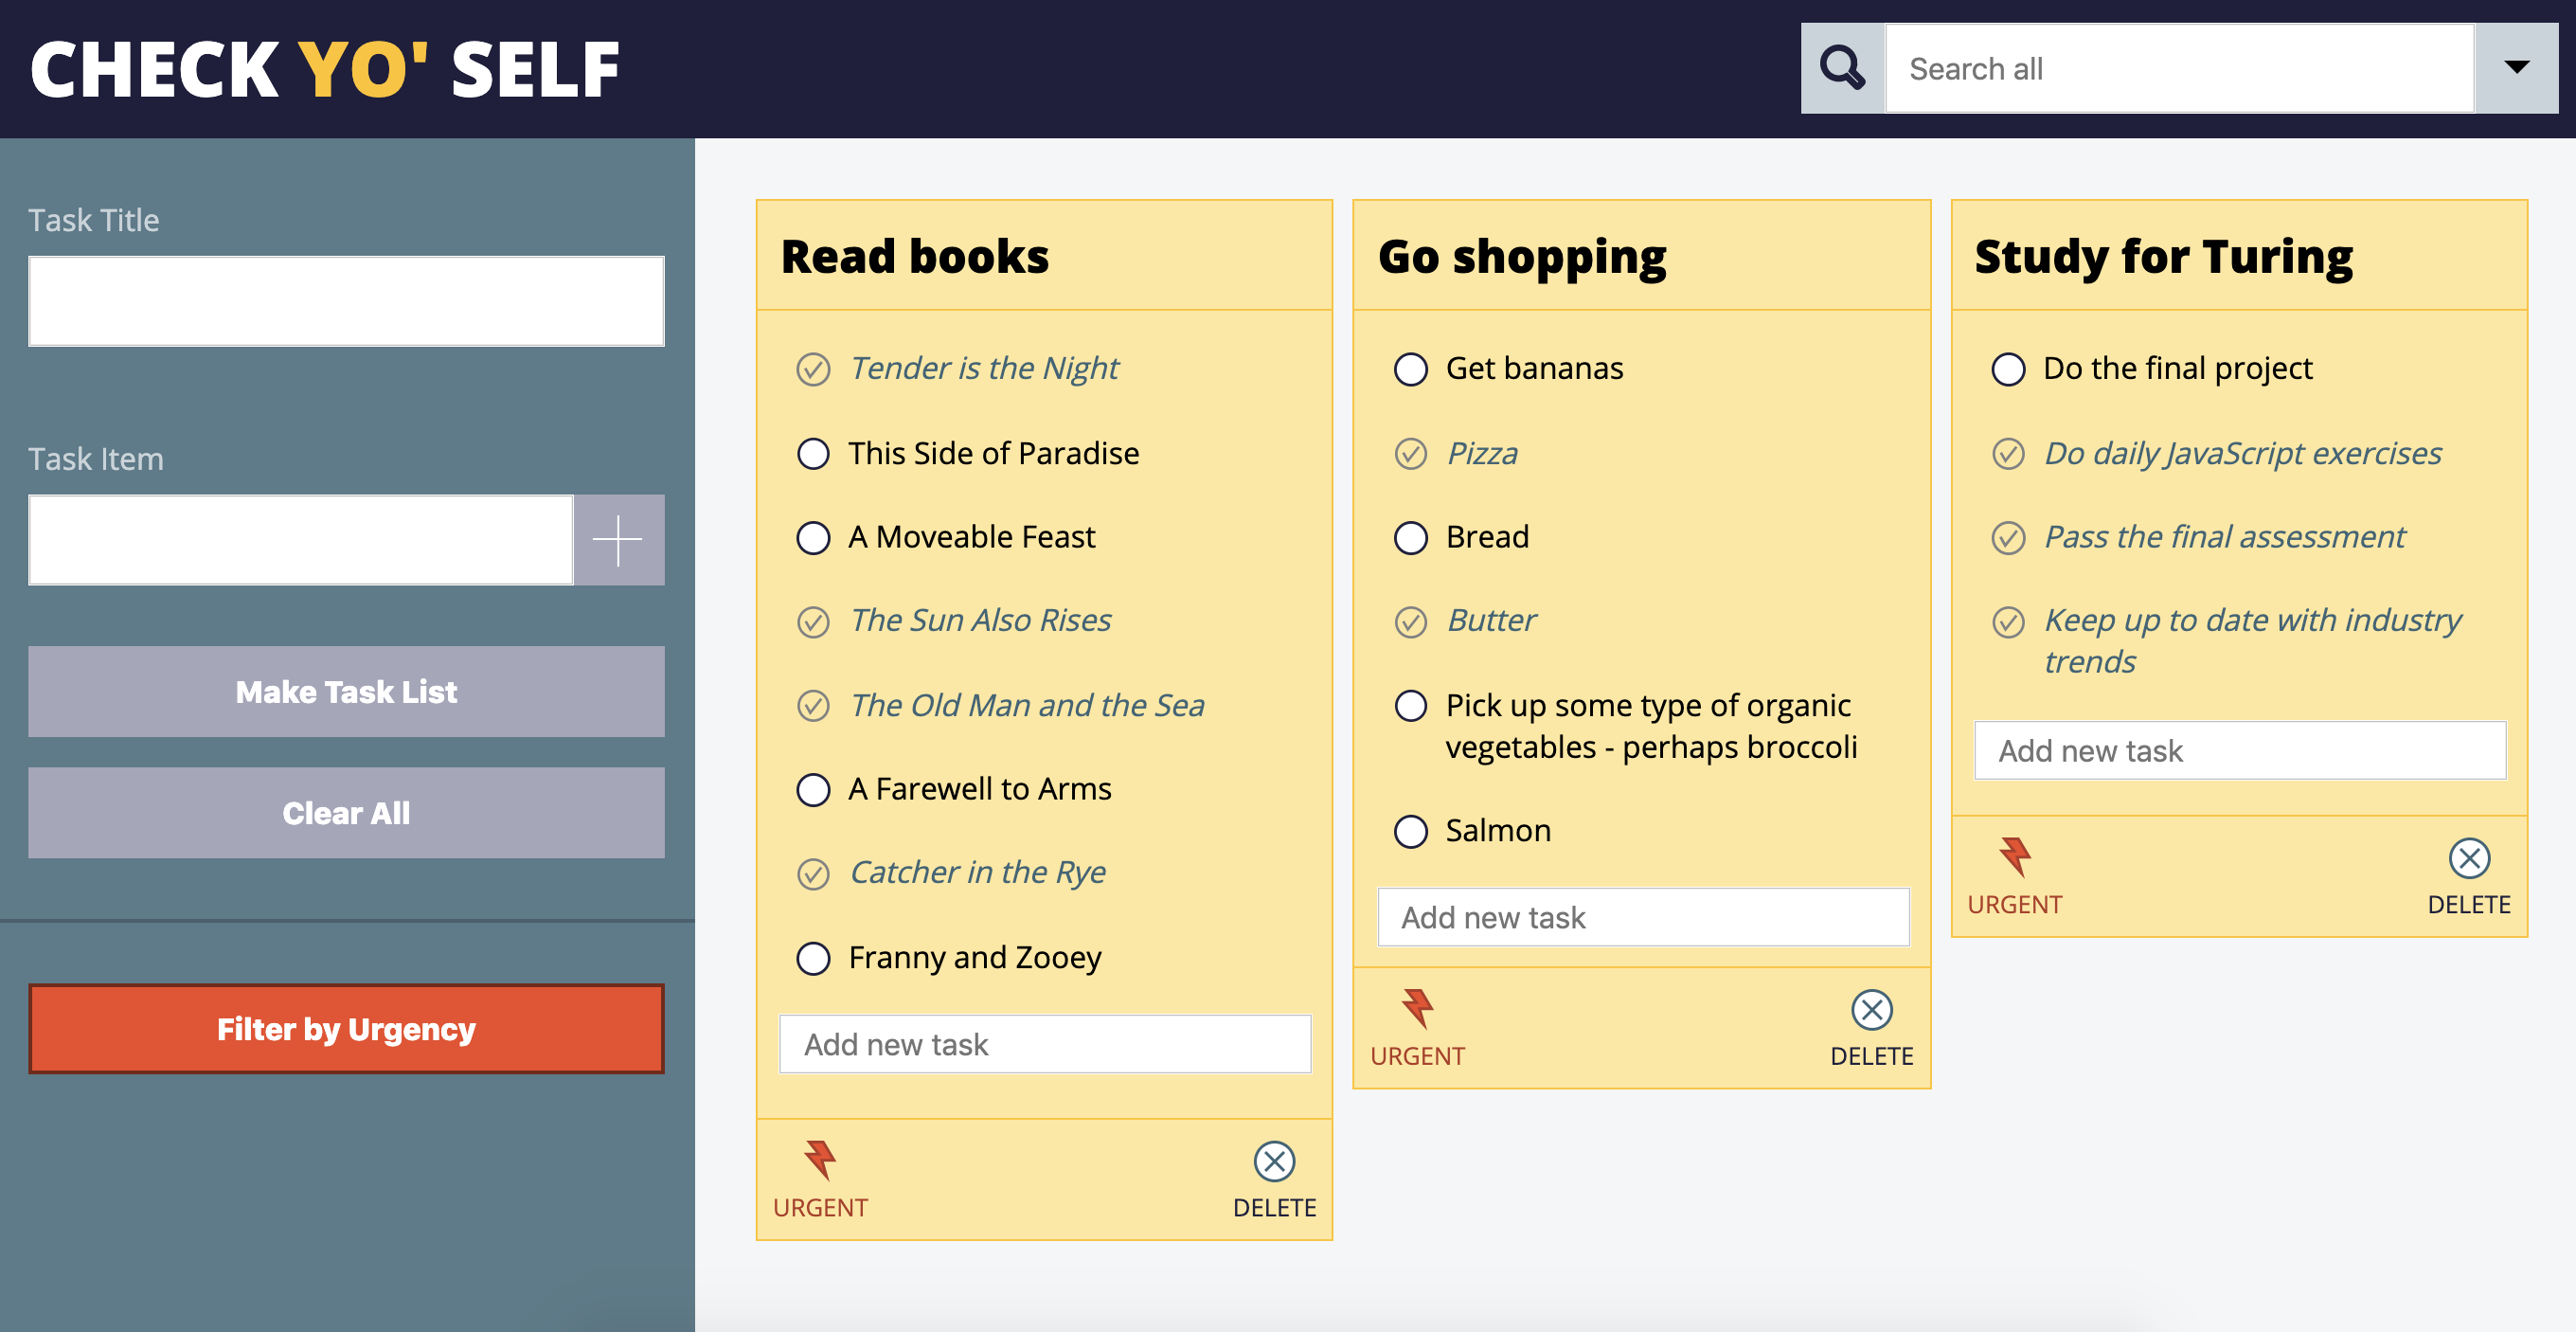 CHECK YO' SELF
Search all
Task Title
Task Item
Make Task List
Clear All
Filter by Urgency
Read books
Tender is the Night
This Side of Paradise
A Moveable Feast
The Sun Also Rises
The Old Man and the Sea
A Farewell to Arms
Catcher in the Rye
Franny and Zooey
Add new task
URGENT
DELETE
Go shopping
Get bananas
Pizza
Bread
Butter
Pick up some type of organic
vegetables - perhaps broccoli
Salmon
Add new task
URGENT
DELETE
Study for Turing
Do the final project
Do daily JavaScript exercises
Pass the final assessment
Keep up to date with industry
trends
Add new task
URGENT
DELETE